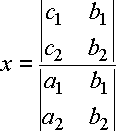 x = 
| c₁ b₁ |
| c₂ b₂ |
| a₁ b₁ |
| a₂ b₂ |